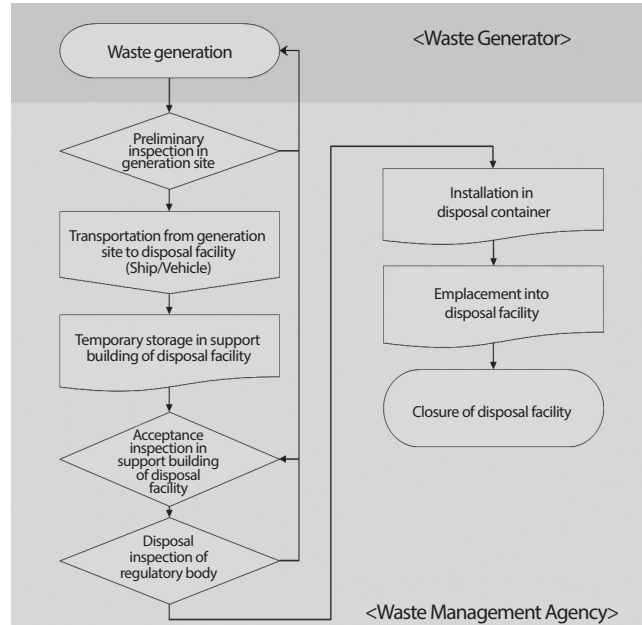 <Waste Generator>
Waste generation
Preliminary
inspection in
generation site
Transportation from generation
site to disposal facility
(Ship/Vehicle)
Temporary storage in support
building of disposal facility
Acceptance
inspection in
support building
of disposal
facility
Disposal
inspection of
regulatory body
Installation in
disposal container
Emplacement into
disposal facility
Closure of disposal facility
<Waste Management Agency>